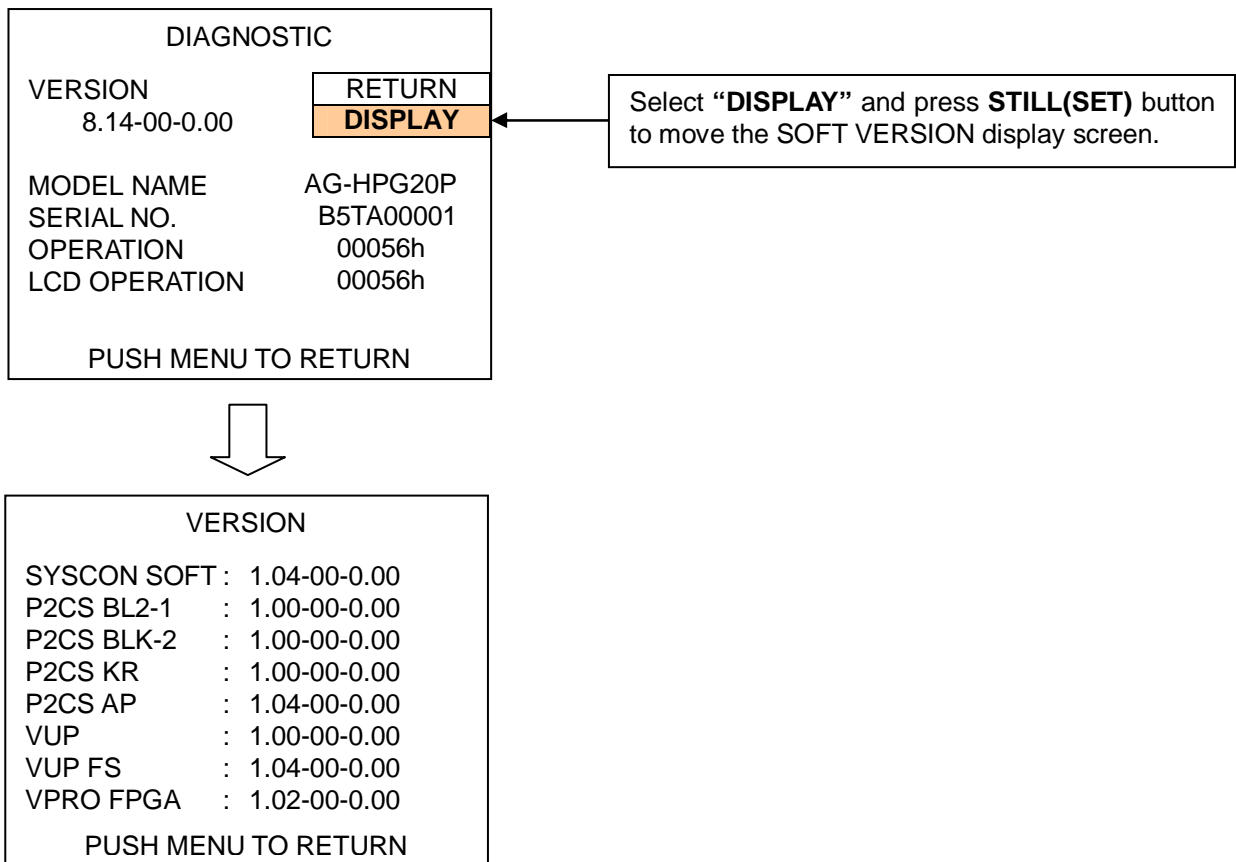 DIAGNOSTIC
VERSION RETURN
8.14-00-0.00 DISPLAY
MODEL NAME AG-HPG20P
SERIAL NO. B5TA00001
OPERATION 00056h
LCD OPERATION 00056h
PUSH MENU TO RETURN
Select “DISPLAY” and press STILL(SET) button
to move the SOFT VERSION display screen.
VERSION
SYSCON SOFT : 1.04-00-0.00
P2CS BL2-1 : 1.00-00-0.00
P2CS BLK-2 : 1.00-00-0.00
P2CS KR : 1.00-00-0.00
P2CS AP : 1.04-00-0.00
VUP : 1.00-00-0.00
VUP FS : 1.04-00-0.00
VPRO FPGA : 1.02-00-0.00
PUSH MENU TO RETURN